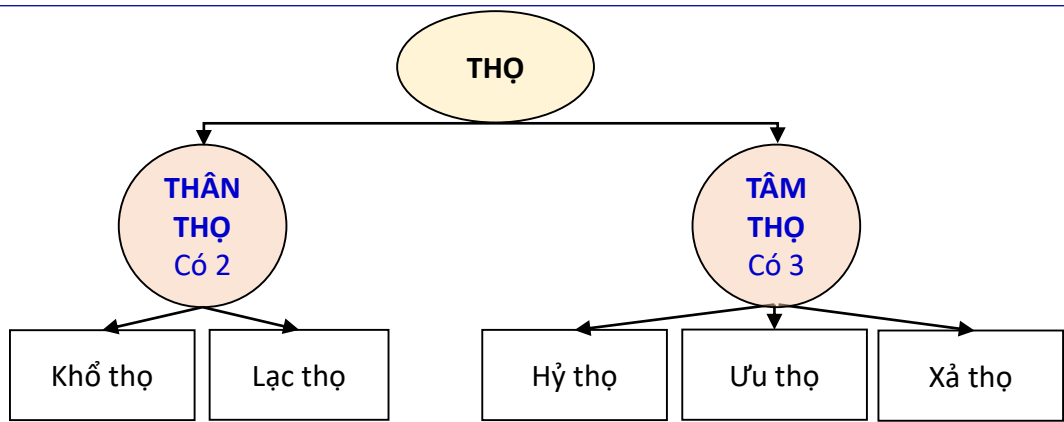 THỌ
THÂN
THỌ
Có 2
TÂM
THỌ
Có 3
Khổ thọ
Lạc thọ
Hỷ thọ
Ưu thọ
Xả thọ